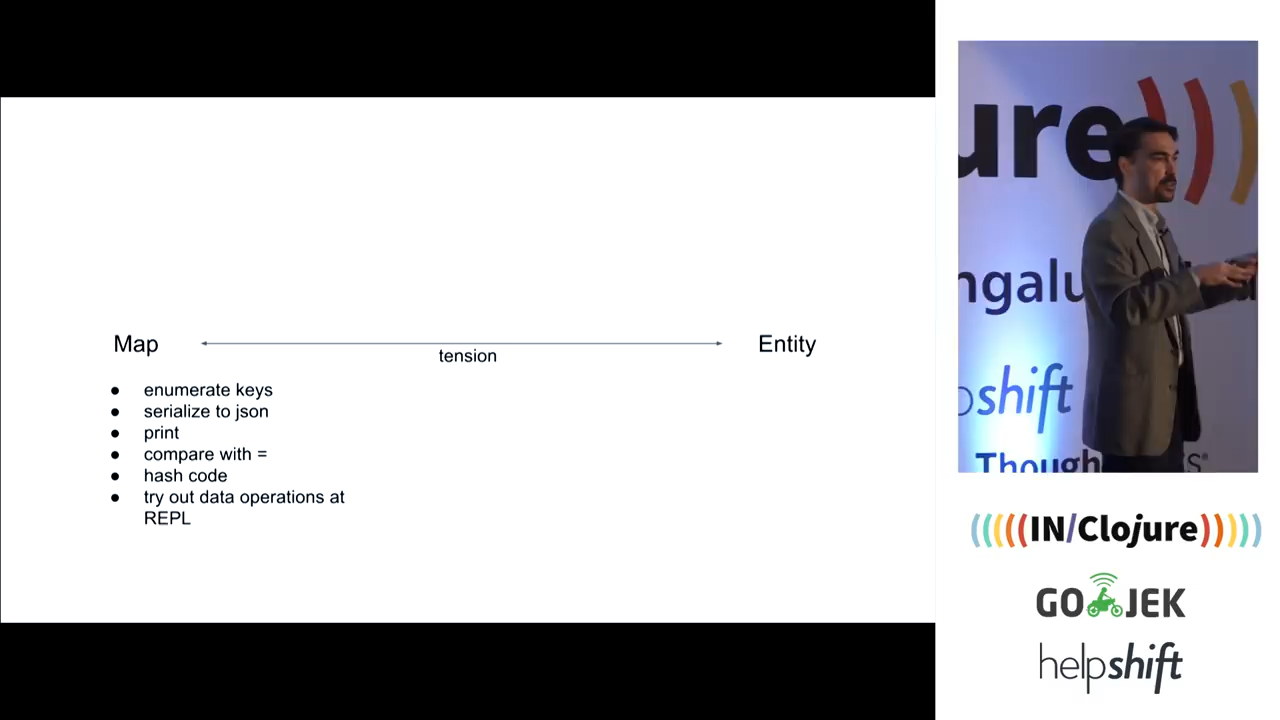 Map
tension
Entity
● enumerate keys
● serialize to json
● print
● compare with =
● hash code
● try out data operations at
REPL
ure))
ngalu
pshift
Though S®
(((((IN/Clojure)))))
GO JEK
helpshift